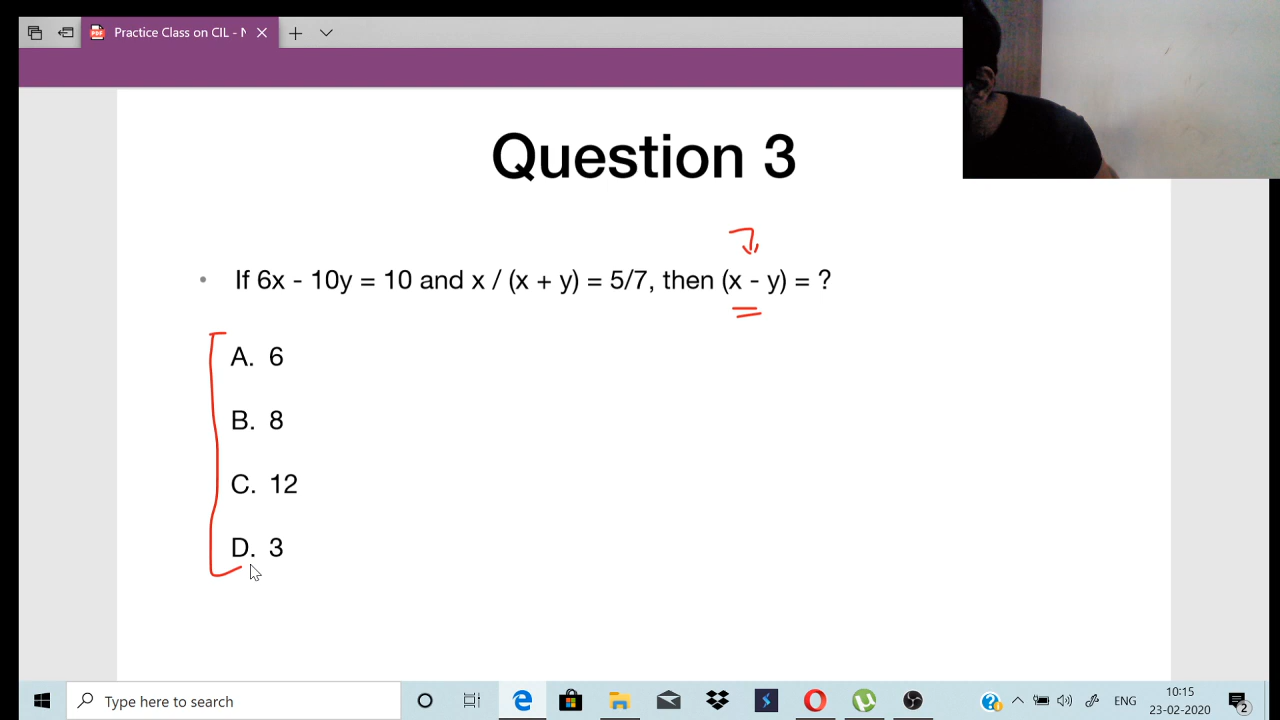 Practice Class on CIL - N
Question 3
• If 6x - 10y = 10 and x / (x + y) = 5/7, then (x - y) = ?
A. 6
B. 8
C. 12
D. 3
Type here to search
ENG
10:15
23-02-2020
2